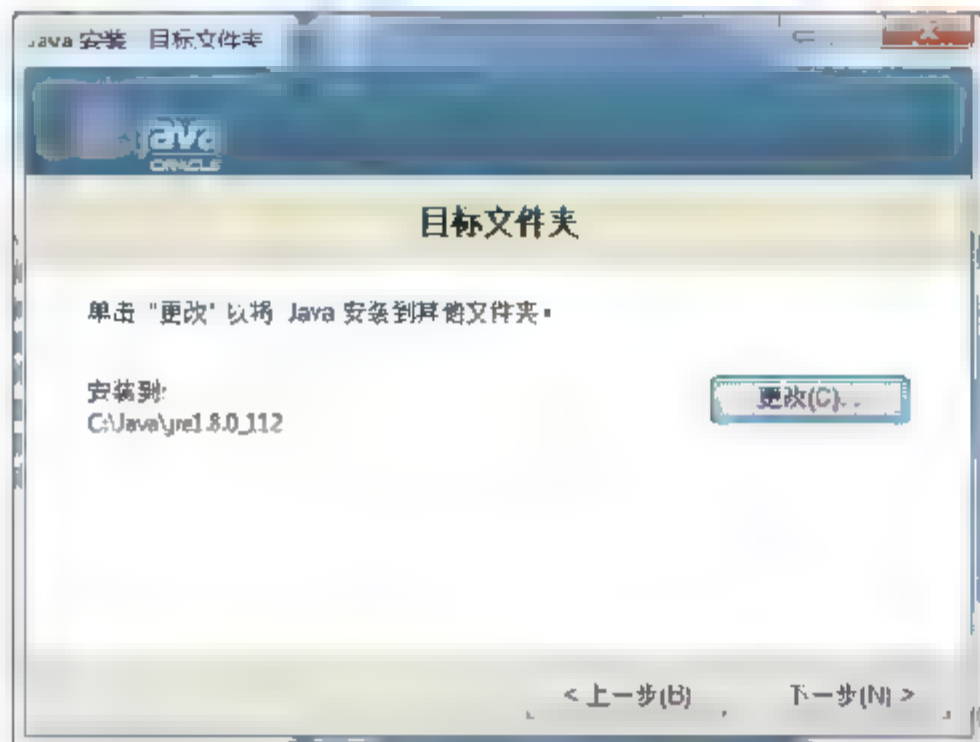 Java 安装 目标文件夹
Java
ORACLE
目标文件夹
单击 "更改" 以将 Java 安装到其他文件夹。
安装到:
C:\Java\jre1.8.0_112
更改(C)...
< 上一步(B)
下一步(N) >